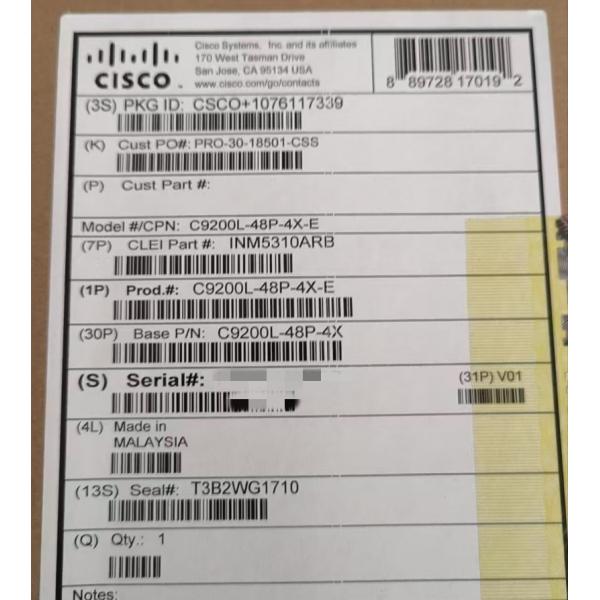 CISCO
Cisco Systems, Inc and its affiliates
170 West Tasman Drive
San Jose, CA 95134 USA
www.cisco.com/go/contacts
8 89728 17019 2
(3S) PKG ID: CSCO+1076117339
(K) Cust PO#: PRO-30-18501-CSS
(P) Cust Part #:
Model #/CPN: C9200L-48P-4X-E
(7P) CLEI Part #: INM5310ARB
(1P) Prod.#: C9200L-48P-4X-E
(30P) Base P/N: C9200L-48P-4X
(S) Serial#:
(31P) V01
(4L) Made in
MALAYSIA
(13S) Seal#: T3B2WG1710
(Q) Qty.: 1
Notes: